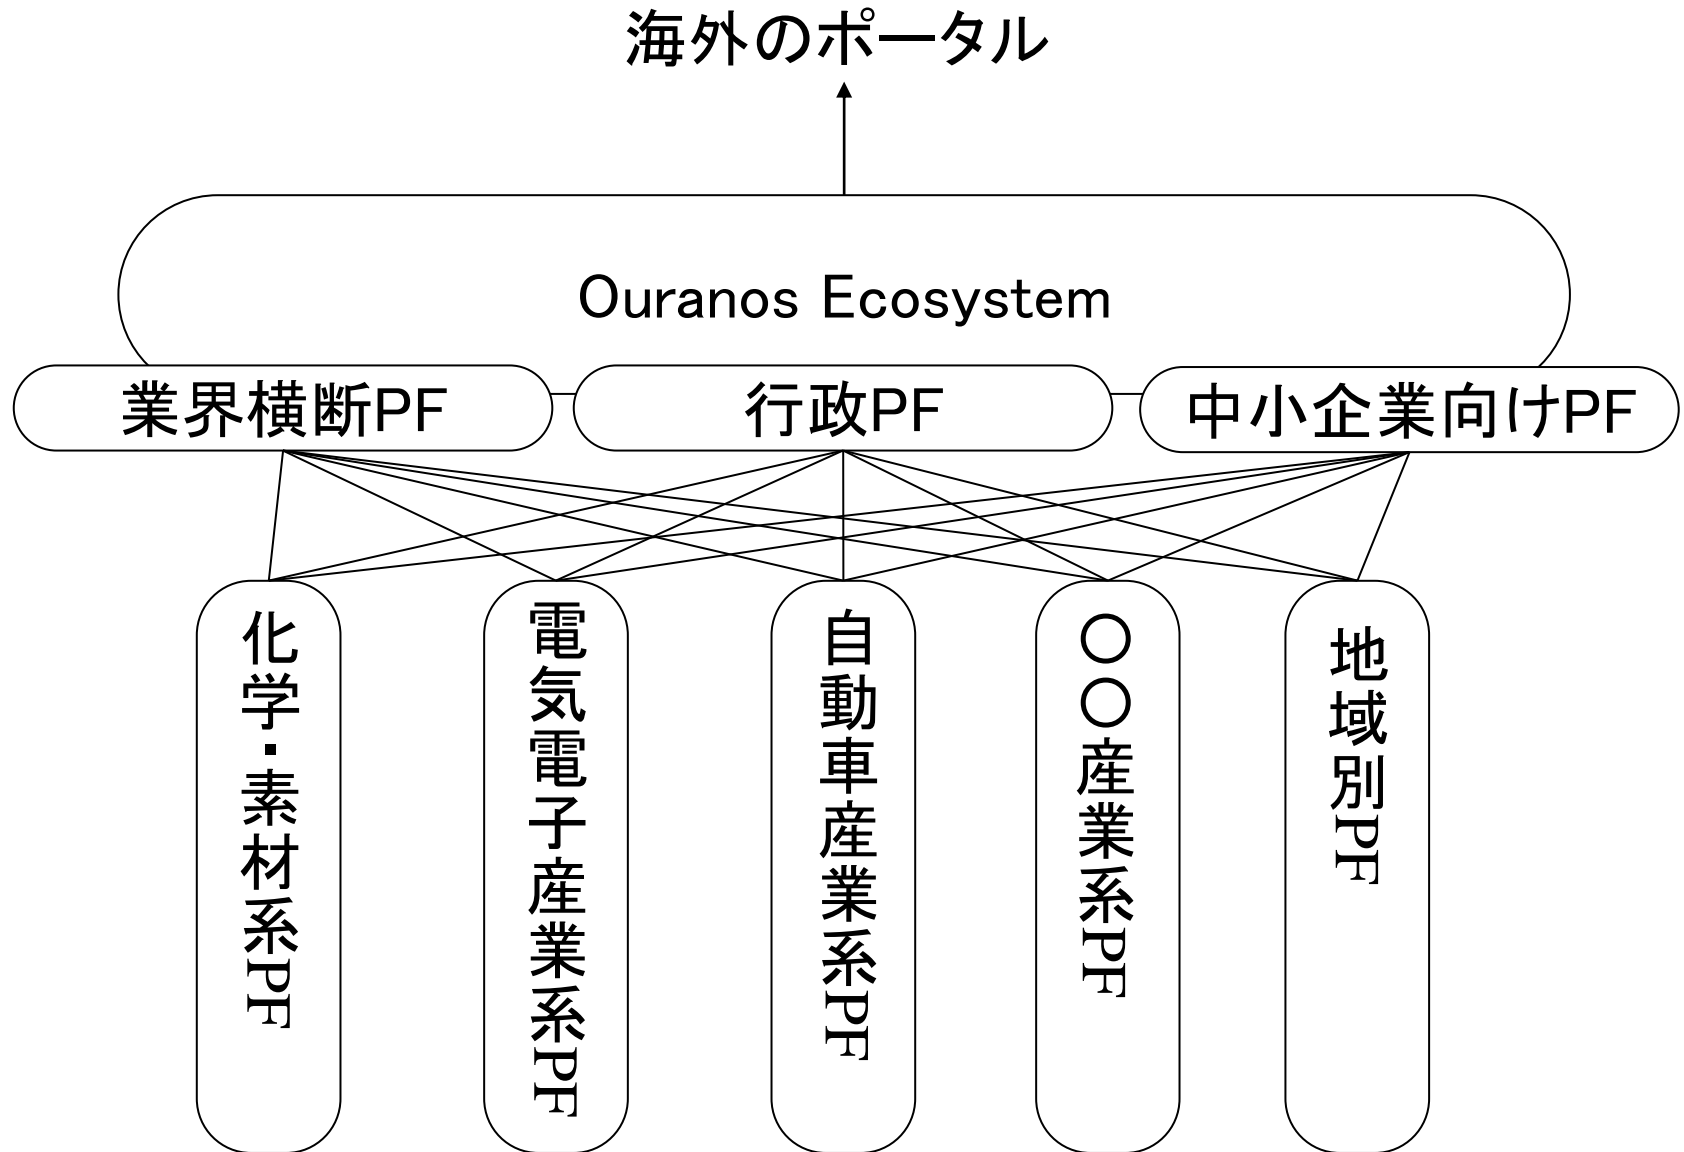 海外のポータル
Ouranos Ecosystem
業界横断PF
行政PF
中小企業向けPF
化学・素材系PF
電気電子産業系PF
自動車産業系PF
〇〇産業系PF
地域別PF